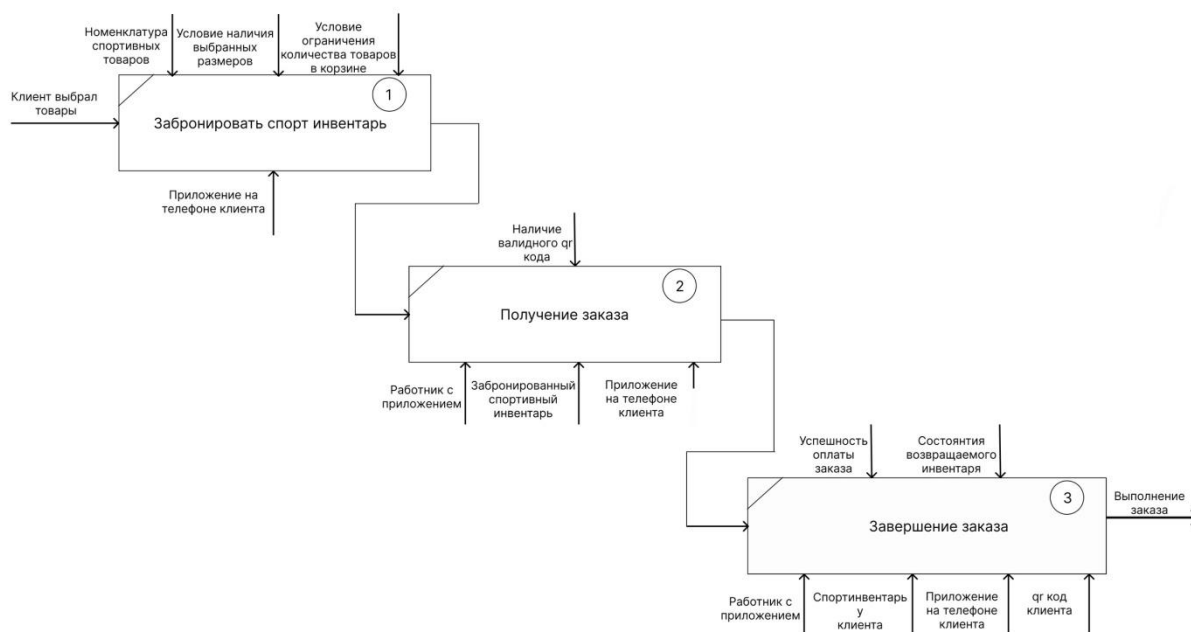 Номенклатура
спортивных
товаров
Условие наличия
выбранных
размеров
Условие
ограничения
количества товаров
в корзине
Клиент выбрал
товары
1
Забронировать спорт инвентарь
Приложение на
телефоне клиента
Наличие
валидного qr
кода
2
Получение заказа
Работник с
приложением
Забронированный
спортивный
инвентарь
Приложение
на телефоне
клиента
Успешность
оплаты
заказа
Состоянтия
возвращаемого
инвентаря
3
Завершение заказа
Выполнение
заказа
Работник с
приложением
Спортинвентарь
у
клиента
Приложение
на телефоне
клиента
qr код
клиента